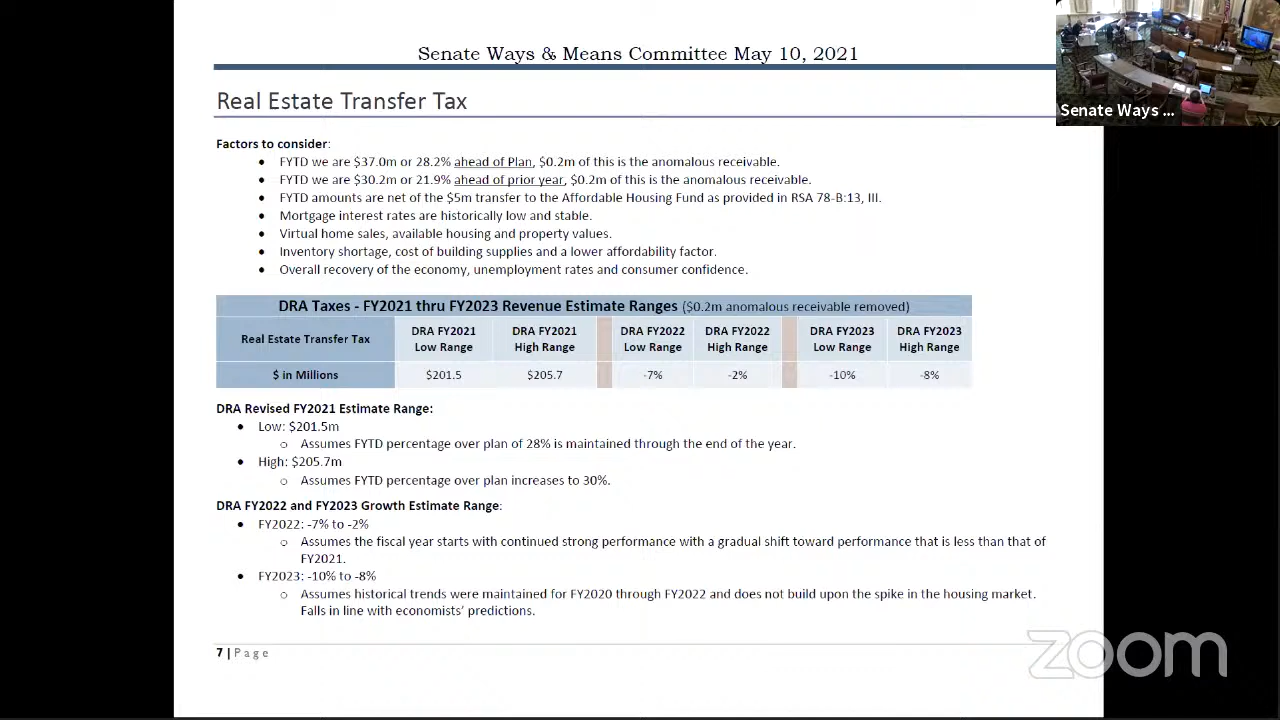 Senate Ways & Means Committee May 10, 2021
Senate Ways ...
Real Estate Transfer Tax
Factors to consider:
• FYTD we are $37.0m or 28.2% ahead of Plan, $0.2m of this is the anomalous receivable.
• FYTD we are $30.2m or 21.9% ahead of prior year, $0.2m of this is the anomalous receivable.
• FYTD amounts are net of the $5m transfer to the Affordable Housing Fund as provided in RSA 78-B:13, III.
• Mortgage interest rates are historically low and stable.
• Virtual home sales, available housing and property values.
• Inventory shortage, cost of building supplies and a lower affordability factor.
• Overall recovery of the economy, unemployment rates and consumer confidence.
DRA Taxes - FY2021 thru FY2023 Revenue Estimate Ranges ($0.2m anomalous receivable removed)
Real Estate Transfer Tax DRA FY2021 Low Range DRA FY2021 High Range DRA FY2022 Low Range DRA FY2022 High Range DRA FY2023 Low Range DRA FY2023 High Range
$ in Millions $201.5 $205.7 -7% -2% -10% -8%
DRA Revised FY2021 Estimate Range:
• Low: $201.5m
o Assumes FYTD percentage over plan of 28% is maintained through the end of the year.
• High: $205.7m
o Assumes FYTD percentage over plan increases to 30%.
DRA FY2022 and FY2023 Growth Estimate Range:
• FY2022: -7% to -2%
o Assumes the fiscal year starts with continued strong performance with a gradual shift toward performance that is less than that of
FY2021.
• FY2023: -10% to -8%
o Assumes historical trends were maintained for FY2020 through FY2022 and does not build upon the spike in the housing market.
Falls in line with economists' predictions.
7 | Page
zoom